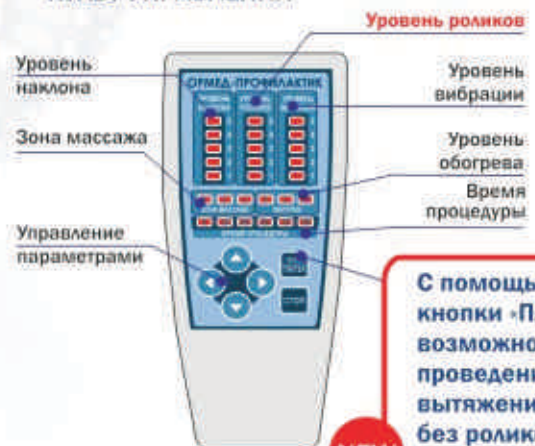 Уровень роликов
Уровень
наклона
Уровень
вибрации
ОРМЕД-ПРОФИЛАКТИК
Зона массажа
Уровень
обогрева
Время
процедуры
Управление
параметрами
С помощь
кнопки «П
возможно
проведени
вытяжени
без ролик